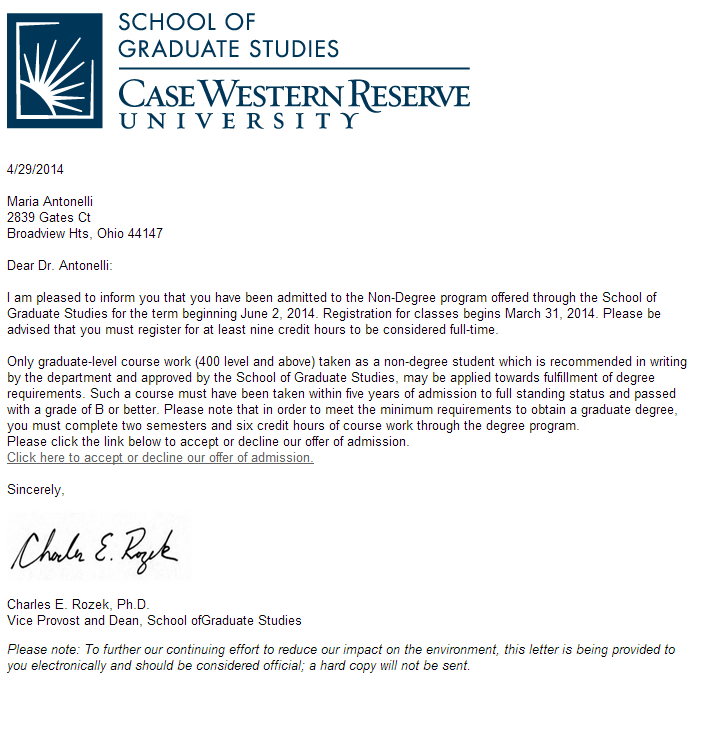 SCHOOL OF
GRADUATE STUDIES
CASE WESTERN RESERVE
UNIVERSITY
4/29/2014
Maria Antonelli
2839 Gates Ct
Broadview Hts, Ohio 44147
Dear Dr. Antonelli:
I am pleased to inform you that you have been admitted to the Non-Degree program offered through the School of
Graduate Studies for the term beginning June 2, 2014. Registration for classes begins March 31, 2014. Please be
advised that you must register for at least nine credit hours to be considered full-time.
Only graduate-level course work (400 level and above) taken as a non-degree student which is recommended in writing
by the department and approved by the School of Graduate Studies, may be applied towards fulfillment of degree
requirements. Such a course must have been taken within five years of admission to full standing status and passed
with a grade of B or better. Please note that in order to meet the minimum requirements to obtain a graduate degree,
you must complete two semesters and six credit hours of course work through the degree program.
Please click the link below to accept or decline our offer of admission.
Click here to accept or decline our offer of admission.
Sincerely,
Charles E. Rozek
Charles E. Rozek, Ph.D.
Vice Provost and Dean, School ofGraduate Studies
Please note: To further our continuing effort to reduce our impact on the environment, this letter is being provided to
you electronically and should be considered official; a hard copy will not be sent.